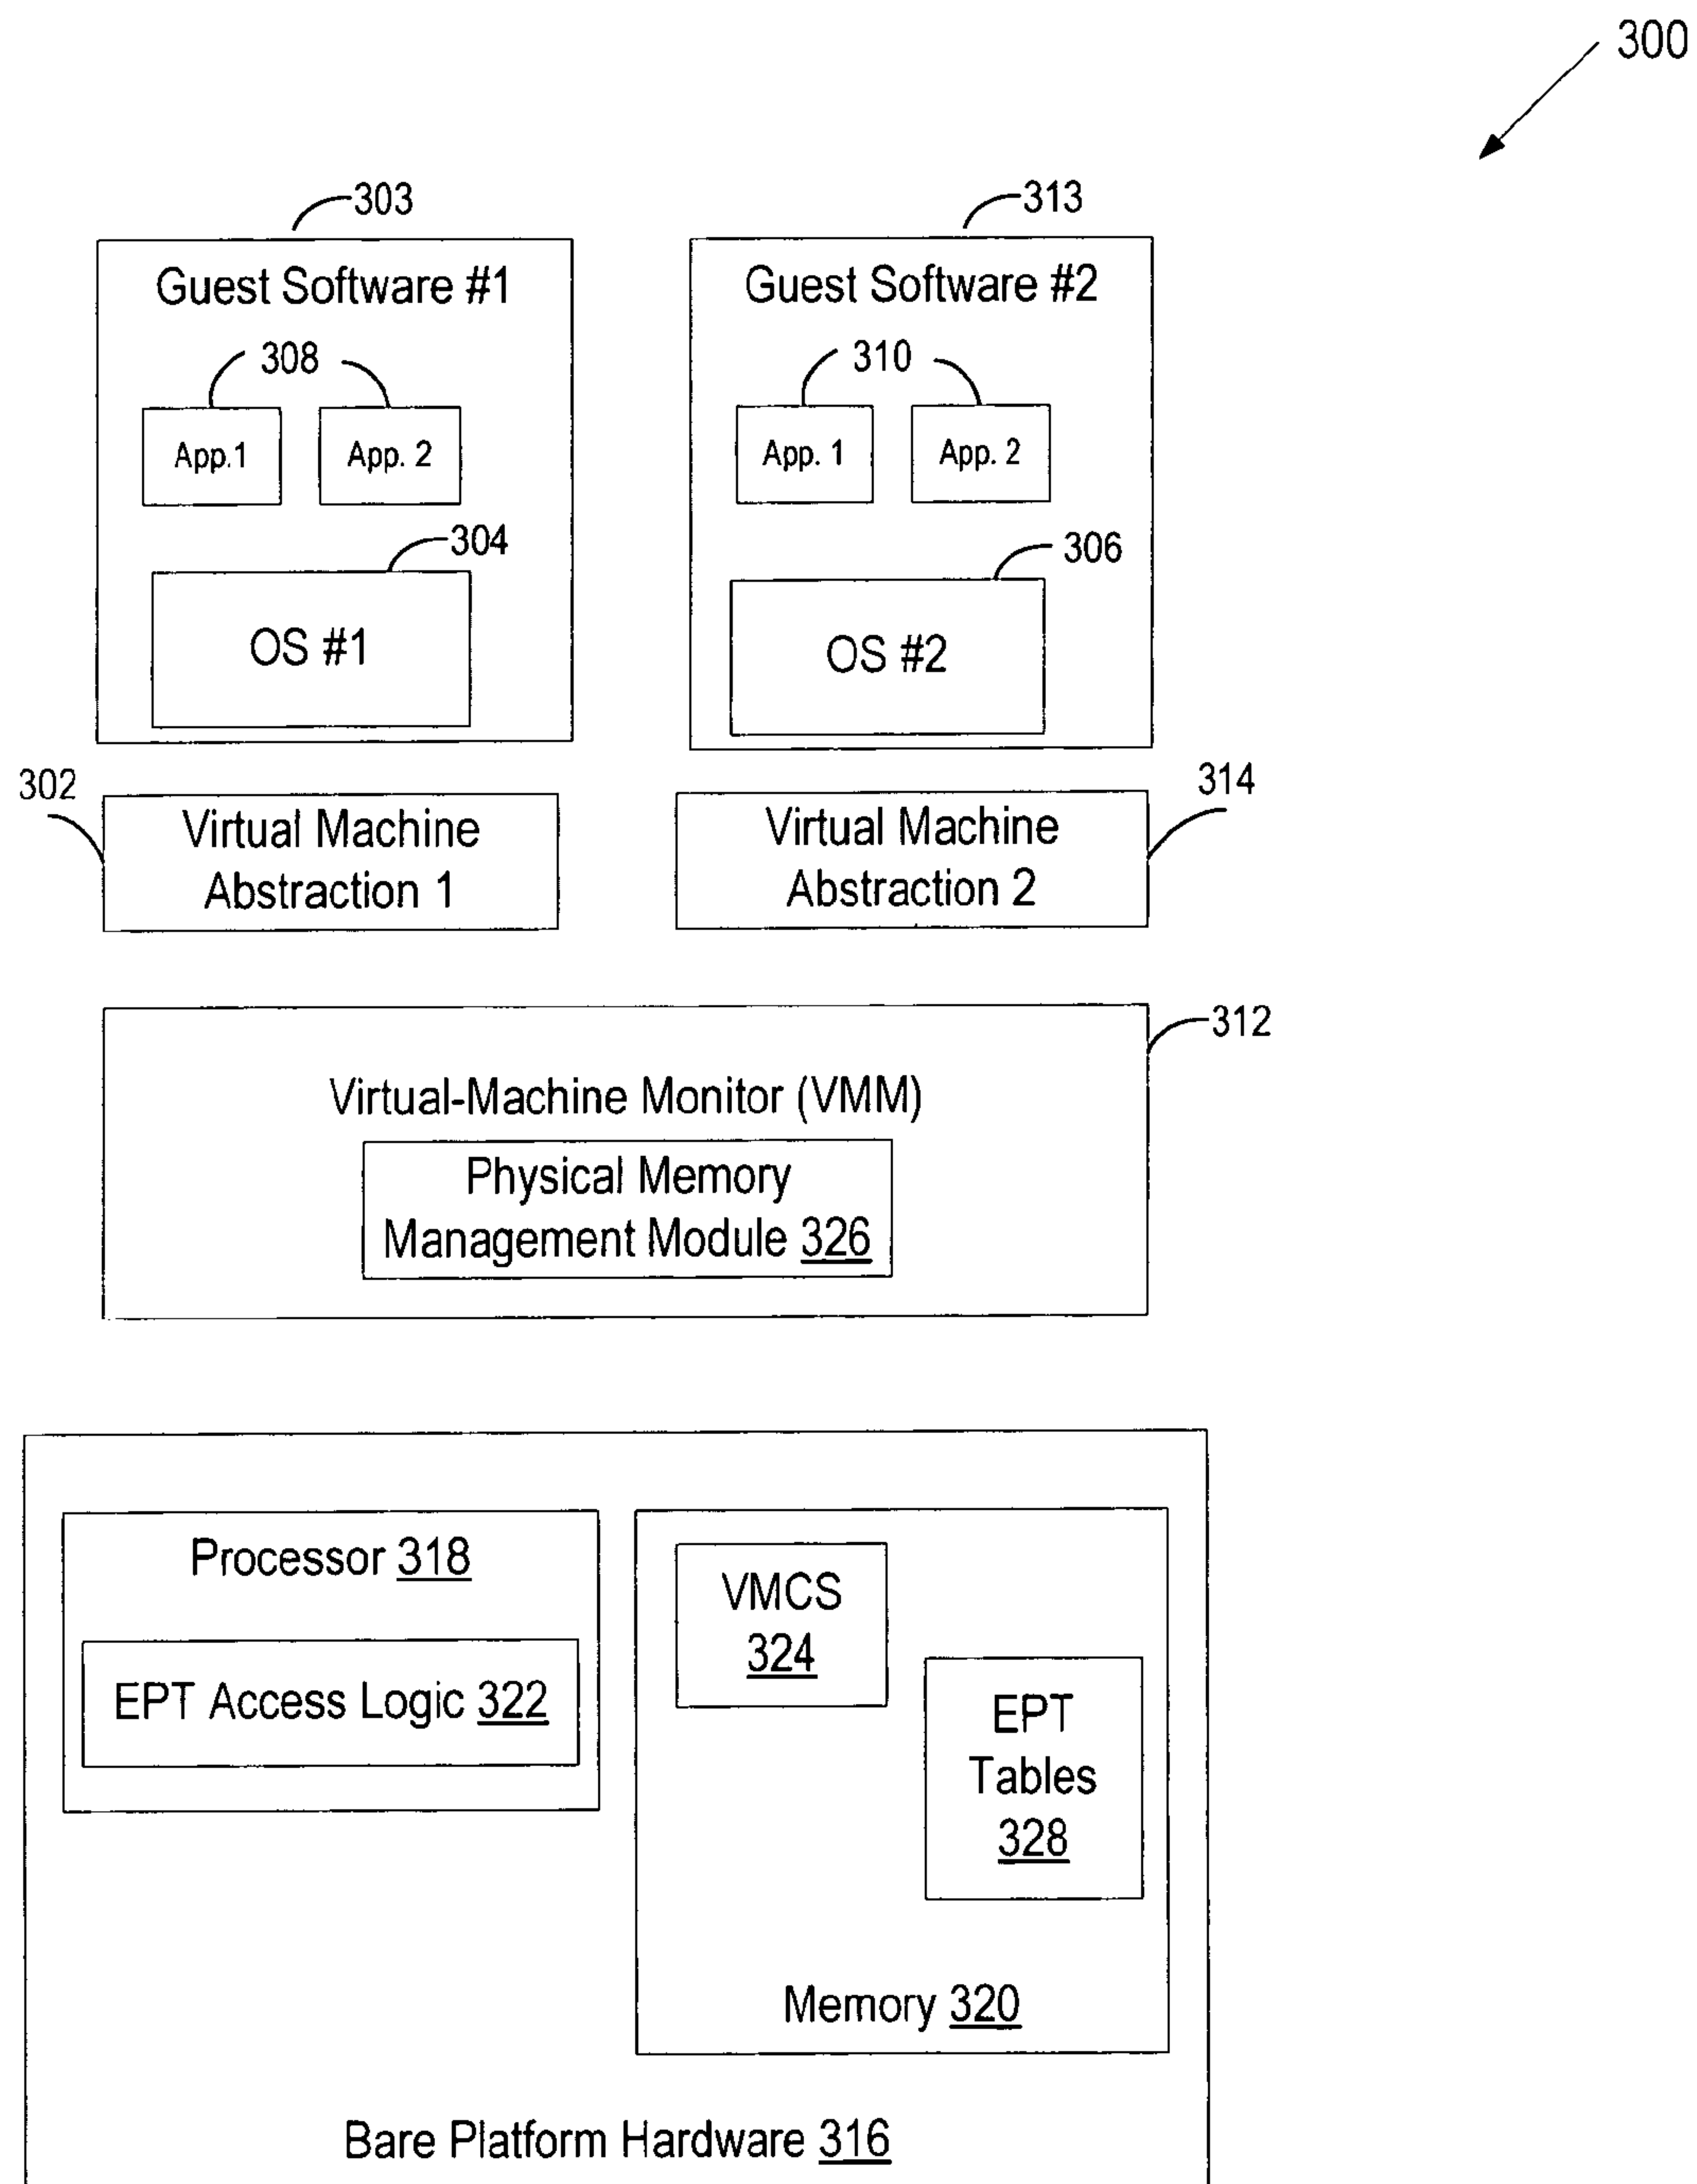 300
303
313
Guest Software #1
Guest Software #2
308
310
App.1
App. 2
App. 1
App. 2
304
306
OS #1
OS #2
302
314
Virtual Machine
Abstraction 1
Virtual Machine
Abstraction 2
312
Virtual-Machine Monitor (VMM)
Physical Memory
Management Module 326
Processor 318
EPT Access Logic 322
VMCS
324
EPT
Tables
328
Memory 320
Bare Platform Hardware 316